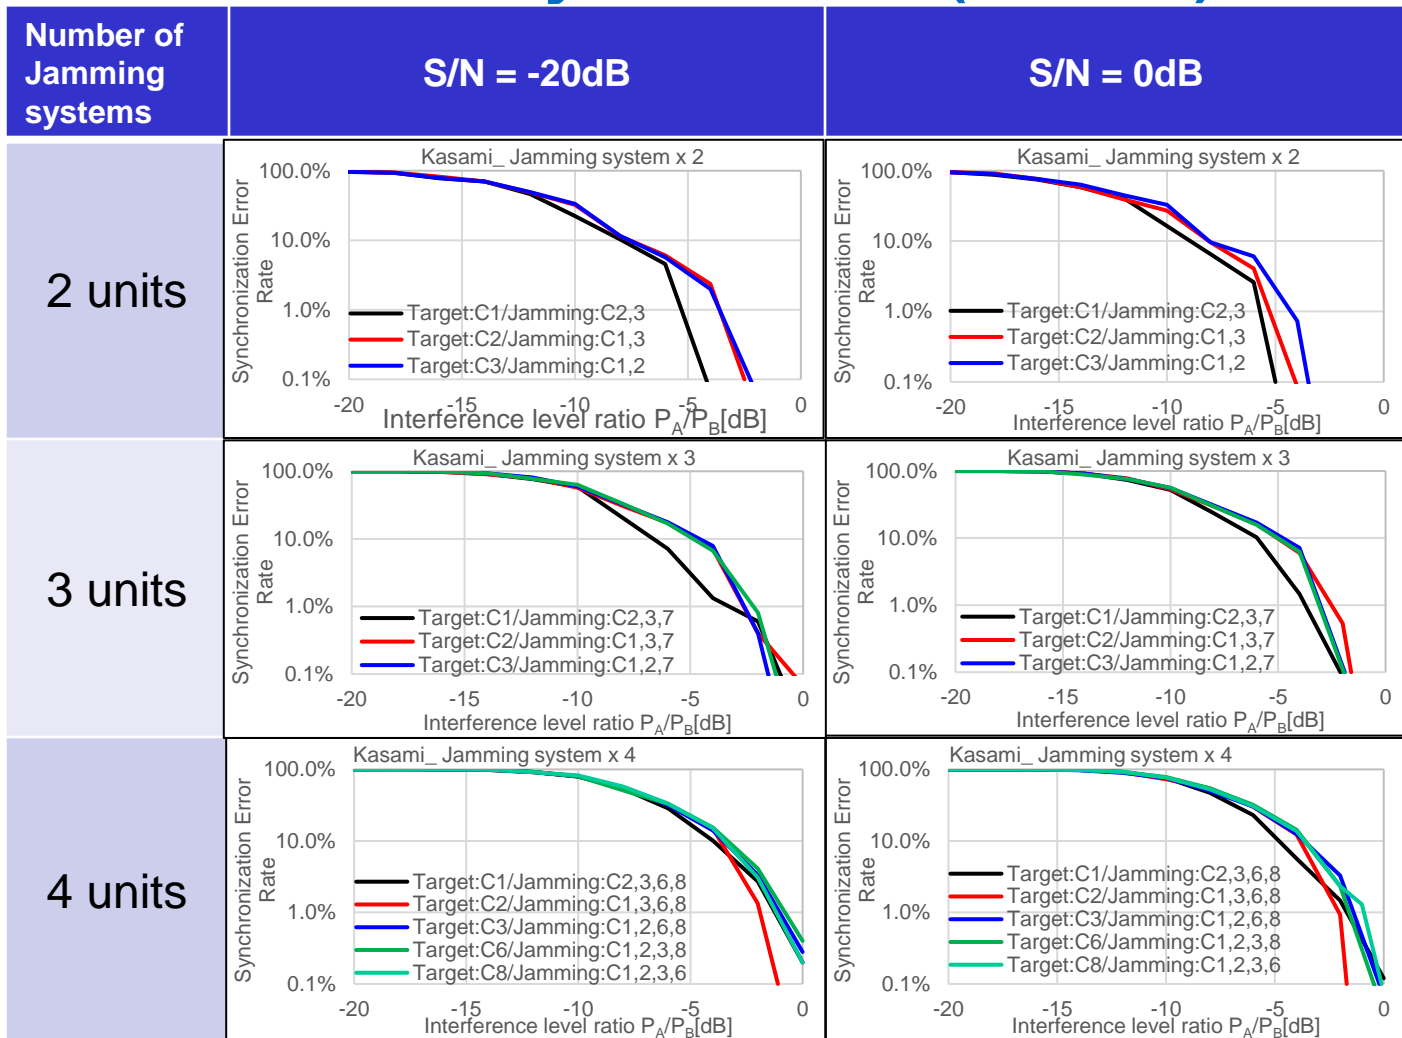 Number of
Jamming
systems
S/N = -20dB
S/N = 0dB
2 units
Kasami_ Jamming system x 2
Synchronization Error
Rate
100.0%
10.0%
1.0%
0.1%
Target:C1/Jamming:C2,3
Target:C2/Jamming:C1,3
Target:C3/Jamming:C1,2
-20
-15
-10
-5
0
Interference level ratio PA/PB[dB]
Kasami_ Jamming system x 2
Synchronization Error
Rate
100.0%
10.0%
1.0%
0.1%
Target:C1/Jamming:C2,3
Target:C2/Jamming:C1,3
Target:C3/Jamming:C1,2
-20
-15
-10
-5
0
Interference level ratio PA/PB[dB]
3 units
Kasami_ Jamming system x 3
Synchronization Error
Rate
100.0%
10.0%
1.0%
0.1%
Target:C1/Jamming:C2,3,7
Target:C2/Jamming:C1,3,7
Target:C3/Jamming:C1,2,7
-20
-15
-10
-5
0
Interference level ratio PA/PB[dB]
Kasami_ Jamming system x 3
Synchronization Error
Rate
100.0%
10.0%
1.0%
0.1%
Target:C1/Jamming:C2,3,7
Target:C2/Jamming:C1,3,7
Target:C3/Jamming:C1,2,7
-20
-15
-10
-5
0
Interference level ratio PA/PB[dB]
4 units
Kasami_ Jamming system x 4
Synchronization Error
Rate
100.0%
10.0%
1.0%
0.1%
Target:C1/Jamming:C2,3,6,8
Target:C2/Jamming:C1,3,6,8
Target:C3/Jamming:C1,2,6,8
Target:C6/Jamming:C1,2,3,8
Target:C8/Jamming:C1,2,3,6
-20
-15
-10
-5
0
Interference level ratio PA/PB[dB]
Kasami_ Jamming system x 4
Synchronization Error
Rate
100.0%
10.0%
1.0%
0.1%
Target:C1/Jamming:C2,3,6,8
Target:C2/Jamming:C1,3,6,8
Target:C3/Jamming:C1,2,6,8
Target:C6/Jamming:C1,2,3,8
Target:C8/Jamming:C1,2,3,6
-20
-15
-10
-5
0
Interference level ratio PA/PB[dB]